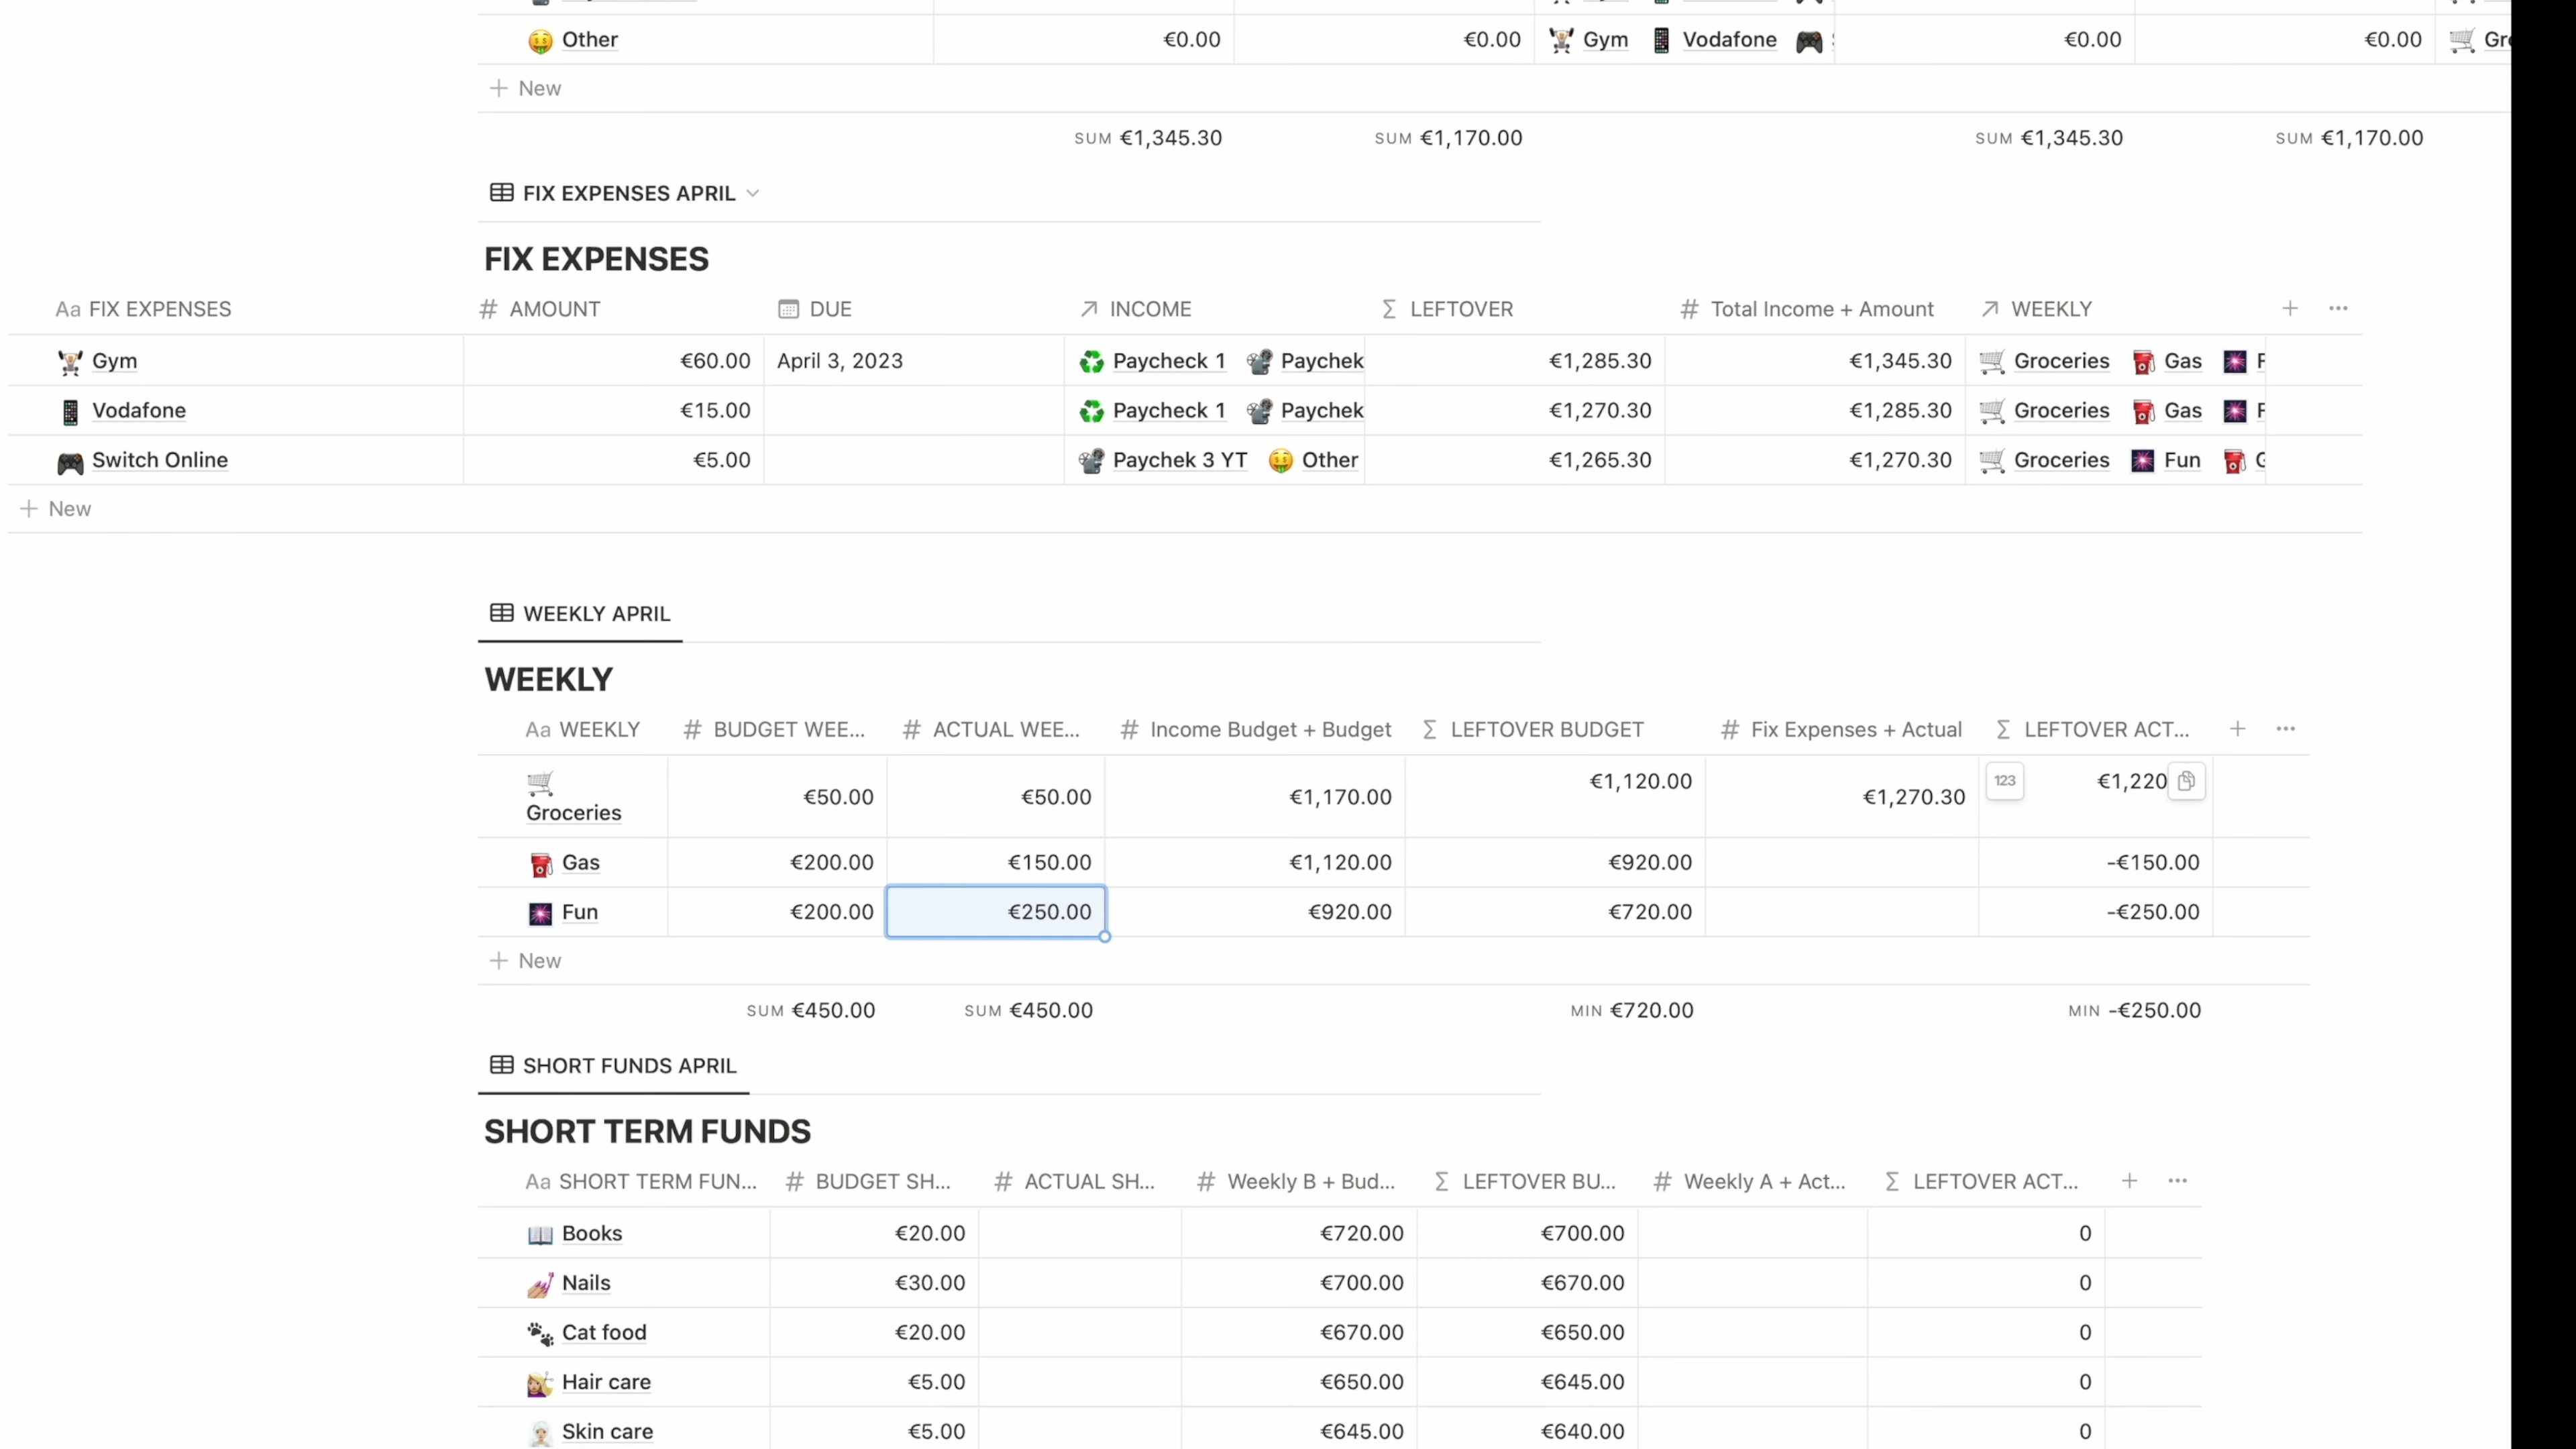 Other €0.00 €0.00 Gym Vodafone €0.00 €0.00
New
SUM €1,345.30 SUM €1,170.00 SUM €1,345.30 SUM €1,170.00
FIX EXPENSES APRIL
FIX EXPENSES
Aa FIX EXPENSES # AMOUNT DUE INCOME Σ LEFTOVER # Total Income + Amount WEEKLY
Gym €60.00 April 3, 2023 Paycheck 1 Paychek €1,285.30 €1,345.30 Groceries Gas
Vodafone €15.00 Paycheck 1 Paychek €1,270.30 €1,285.30 Groceries Gas
Switch Online €5.00 Paychek 3 YT Other €1,265.30 €1,270.30 Groceries Fun
New
WEEKLY APRIL
WEEKLY
Aa WEEKLY # BUDGET WEE... # ACTUAL WEE... # Income Budget + Budget Σ LEFTOVER BUDGET # Fix Expenses + Actual Σ LEFTOVER ACT...
Groceries €50.00 €50.00 €1,170.00 €1,120.00 €1,270.30 123 €1,220
Gas €200.00 €150.00 €1,120.00 €920.00 -€150.00
Fun €200.00 €250.00 €920.00 €720.00 -€250.00
New
SUM €450.00 SUM €450.00 MIN €720.00 MIN -€250.00
SHORT FUNDS APRIL
SHORT TERM FUNDS
Aa SHORT TERM FUN... # BUDGET SH... # ACTUAL SH... # Weekly B + Bud... Σ LEFTOVER BU... # Weekly A + Act... Σ LEFTOVER ACT...
Books €20.00 €720.00 €700.00 0
Nails €30.00 €700.00 €670.00 0
Cat food €20.00 €670.00 €650.00 0
Hair care €5.00 €650.00 €645.00 0
Skin care €5.00 €645.00 €640.00 0